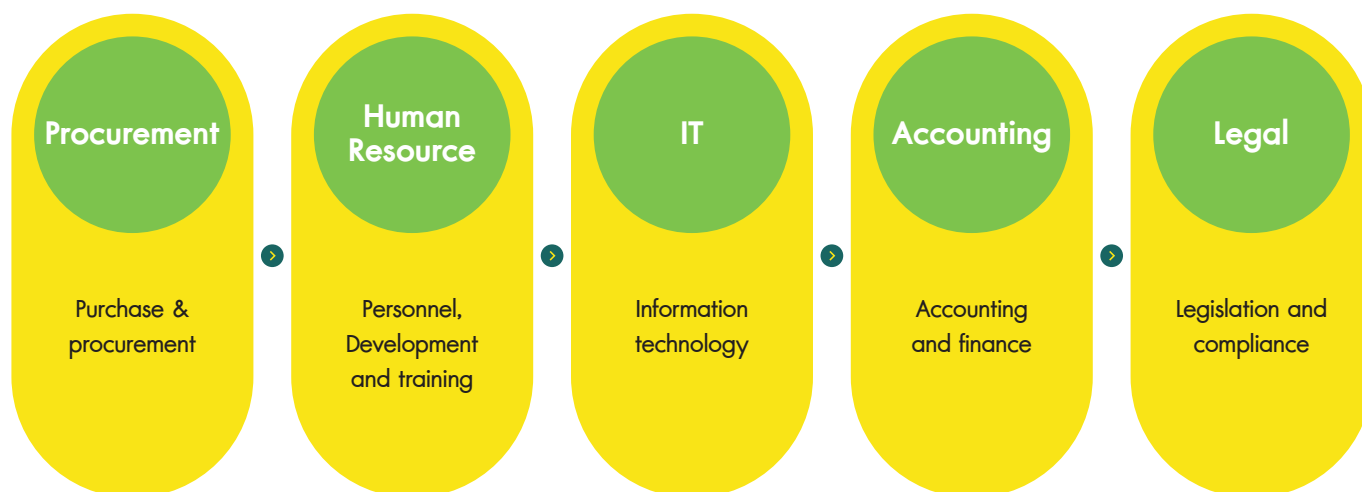 Procurement
Purchase &
procurement
Human
Resource
Personnel,
Development
and training
IT
Information
technology
Accounting
Accounting
and finance
Legal
Legislation and
compliance